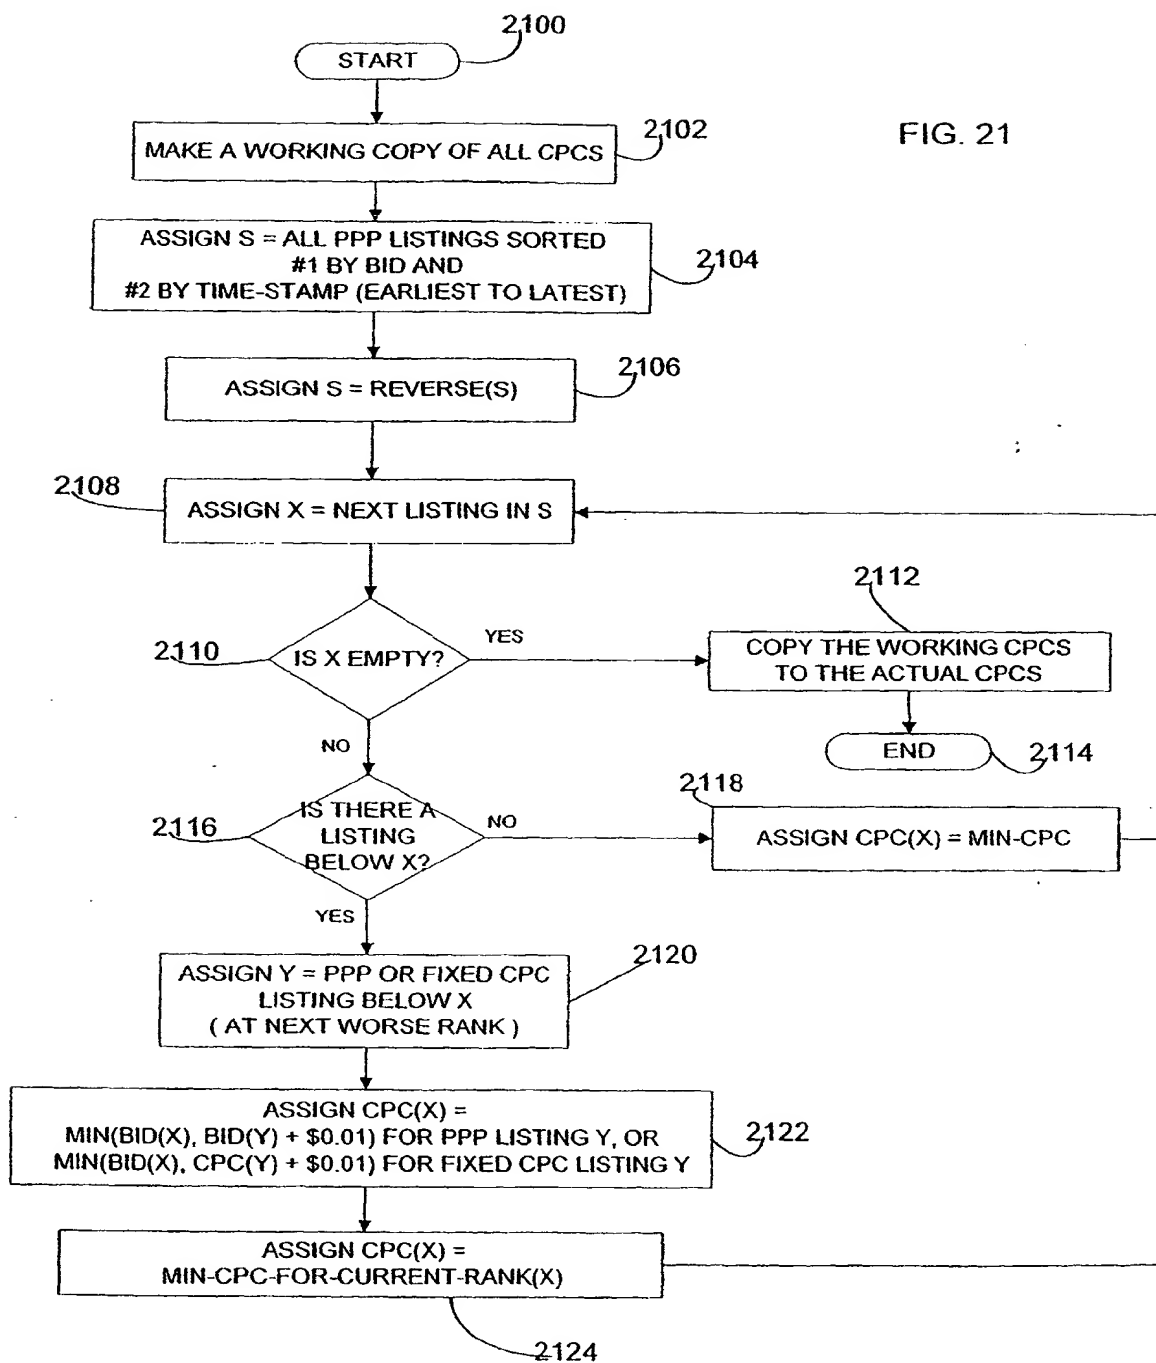 2100
START
FIG. 21
2102
MAKE A WORKING COPY OF ALL CPCS
ASSIGN S = ALL PPP LISTINGS SORTED
#1 BY BID AND
#2 BY TIME-STAMP (EARLIEST TO LATEST)
2104
ASSIGN S = REVERSE(S)
2106
2108
ASSIGN X = NEXT LISTING IN S
2110
IS X EMPTY?
YES
2112
COPY THE WORKING CPCS
TO THE ACTUAL CPCS
END
2114
NO
2116
IS THERE A
LISTING
BELOW X?
NO
2118
ASSIGN CPC(X) = MIN-CPC
YES
ASSIGN Y = PPP OR FIXED CPC
LISTING BELOW X
( AT NEXT WORSE RANK )
2120
ASSIGN CPC(X) =
MIN(BID(X), BID(Y) + $0.01) FOR PPP LISTING Y, OR
MIN(BID(X), CPC(Y) + $0.01) FOR FIXED CPC LISTING Y
2122
ASSIGN CPC(X) =
MIN-CPC-FOR-CURRENT-RANK(X)
2124